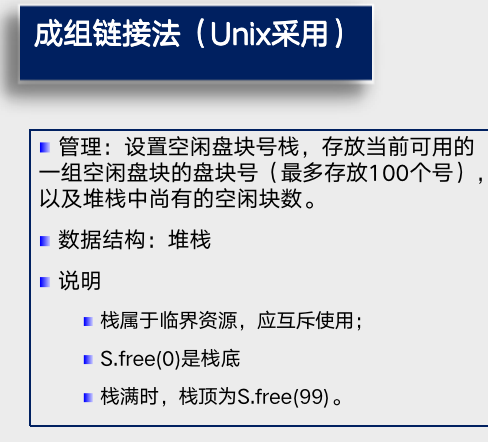 成组链接法（Unix采用）
管理：设置空闲盘块号栈，存放当前可用的
一组空闲盘块的盘块号（最多存放100个号），
以及堆栈中尚有的空闲块数。
数据结构：堆栈
说明
栈属于临界资源，应互斥使用；
S.free(0)是栈底
栈满时，栈顶为S.free(99)。